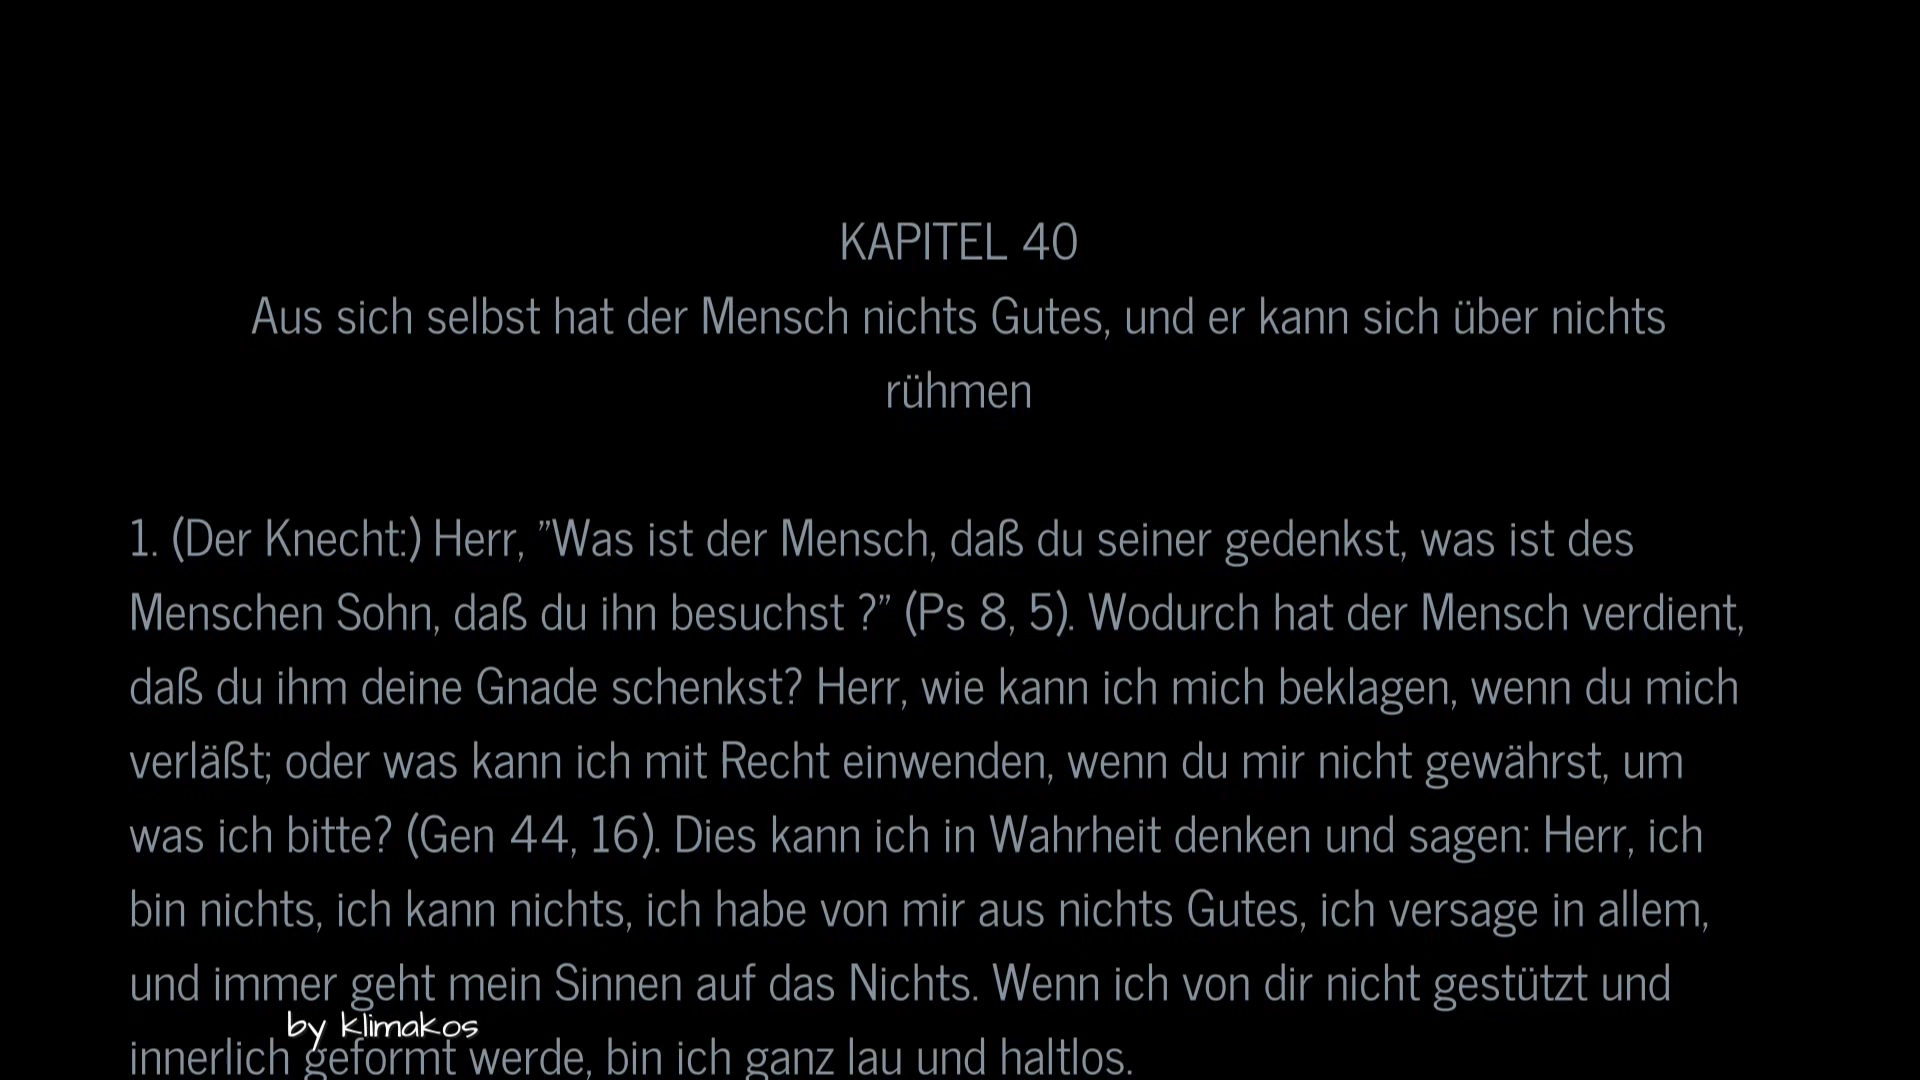 KAPITEL 40
Aus sich selbst hat der Mensch nichts Gutes, und er kann sich über nichts
rühmen
1. (Der Knecht:) Herr, ”Was ist der Mensch, daß du seiner gedenkst, was ist des
Menschen Sohn, daß du ihn besuchst ?” (Ps 8, 5). Wodurch hat der Mensch verdient,
daß du ihm deine Gnade schenkst? Herr, wie kann ich mich beklagen, wenn du mich
verläßt; oder was kann ich mit Recht einwenden, wenn du mir nicht gewährst, um
was ich bitte? (Gen 44, 16). Dies kann ich in Wahrheit denken und sagen: Herr, ich
bin nichts, ich kann nichts, ich habe von mir aus nichts Gutes, ich versage in allem,
und immer geht mein Sinnen auf das Nichts. Wenn ich von dir nicht gestützt und
by klimakos
innerlich geformt werde, bin ich ganz lau und haltlos.